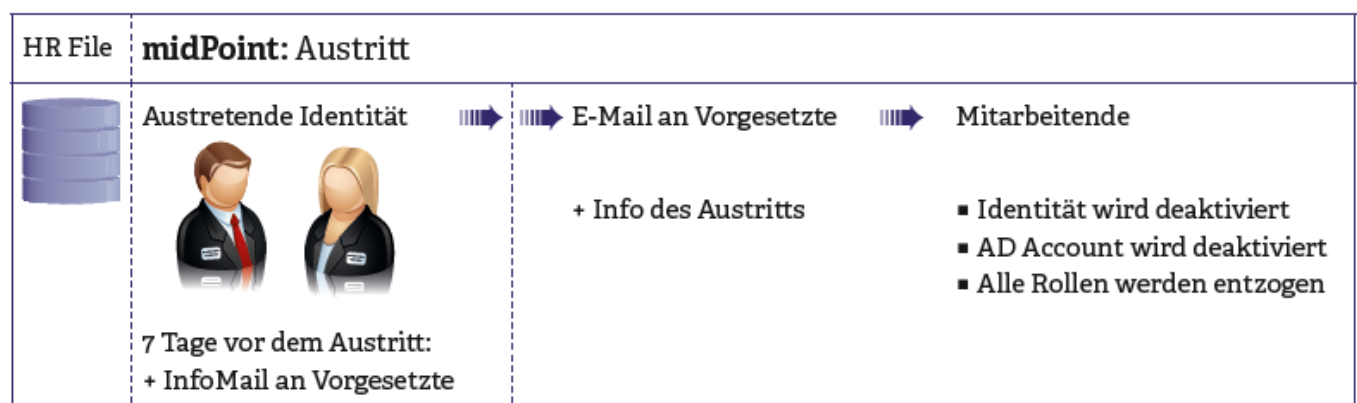 HR File
midPoint: Austritt
Austretende Identität
E-Mail an Vorgesetzte
Mitarbeitende
+ Info des Austritts
▪ Identität wird deaktiviert
▪ AD Account wird deaktiviert
▪ Alle Rollen werden entzogen
7 Tage vor dem Austritt:
+ InfoMail an Vorgesetzte